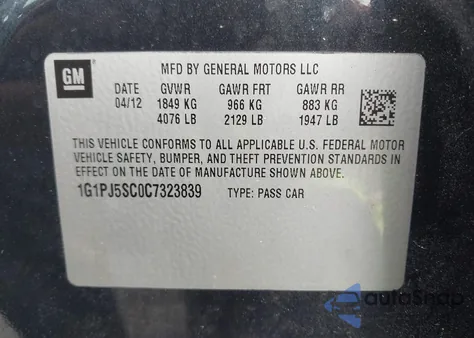 GM
MFD BY GENERAL MOTORS LLC
DATE GVWR GAWR FRT GAWR RR
04/12 1849 KG 966 KG 883 KG
4076 LB 2129 LB 1947 LB
THIS VEHICLE CONFORMS TO ALL APPLICABLE U.S. FEDERAL MOTOR
VEHICLE SAFETY, BUMPER, AND THEFT PREVENTION STANDARDS IN
EFFECT ON THE DATE OF MANUFACTURE SHOWN ABOVE.
1G1PJ5SC0C7323839 TYPE: PASS CAR
autoSnap